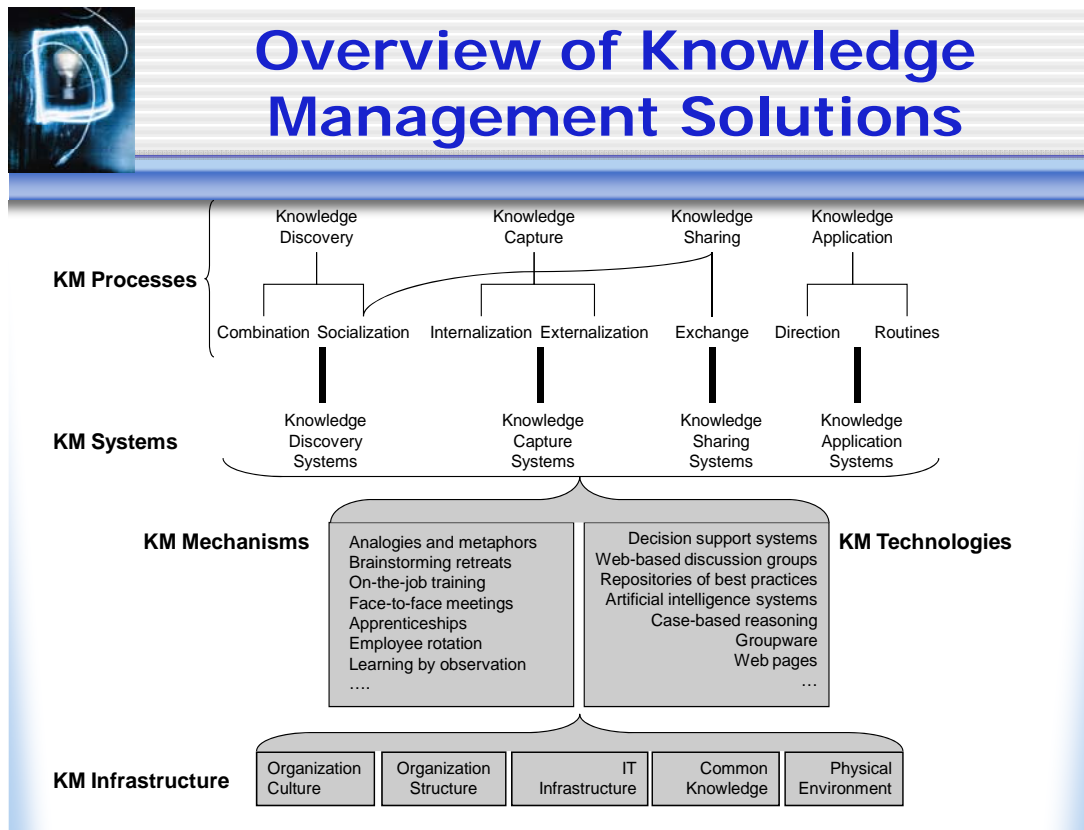 Overview of Knowledge
Management Solutions
KM Processes
Knowledge
Discovery
Knowledge
Capture
Knowledge
Sharing
Knowledge
Application
Combination Socialization
Internalization Externalization
Exchange
Direction
Routines
KM Systems
Knowledge
Discovery
Systems
Knowledge
Capture
Systems
Knowledge
Sharing
Systems
Knowledge
Application
Systems
KM Mechanisms
Analogies and metaphors
Brainstorming retreats
On-the-job training
Face-to-face meetings
Apprenticeships
Employee rotation
Learning by observation
....
Decision support systems
Web-based discussion groups
Repositories of best practices
Artificial intelligence systems
Case-based reasoning
Groupware
Web pages
...
KM Technologies
KM Infrastructure
Organization
Culture
Organization
Structure
IT
Infrastructure
Common
Knowledge
Physical
Environment